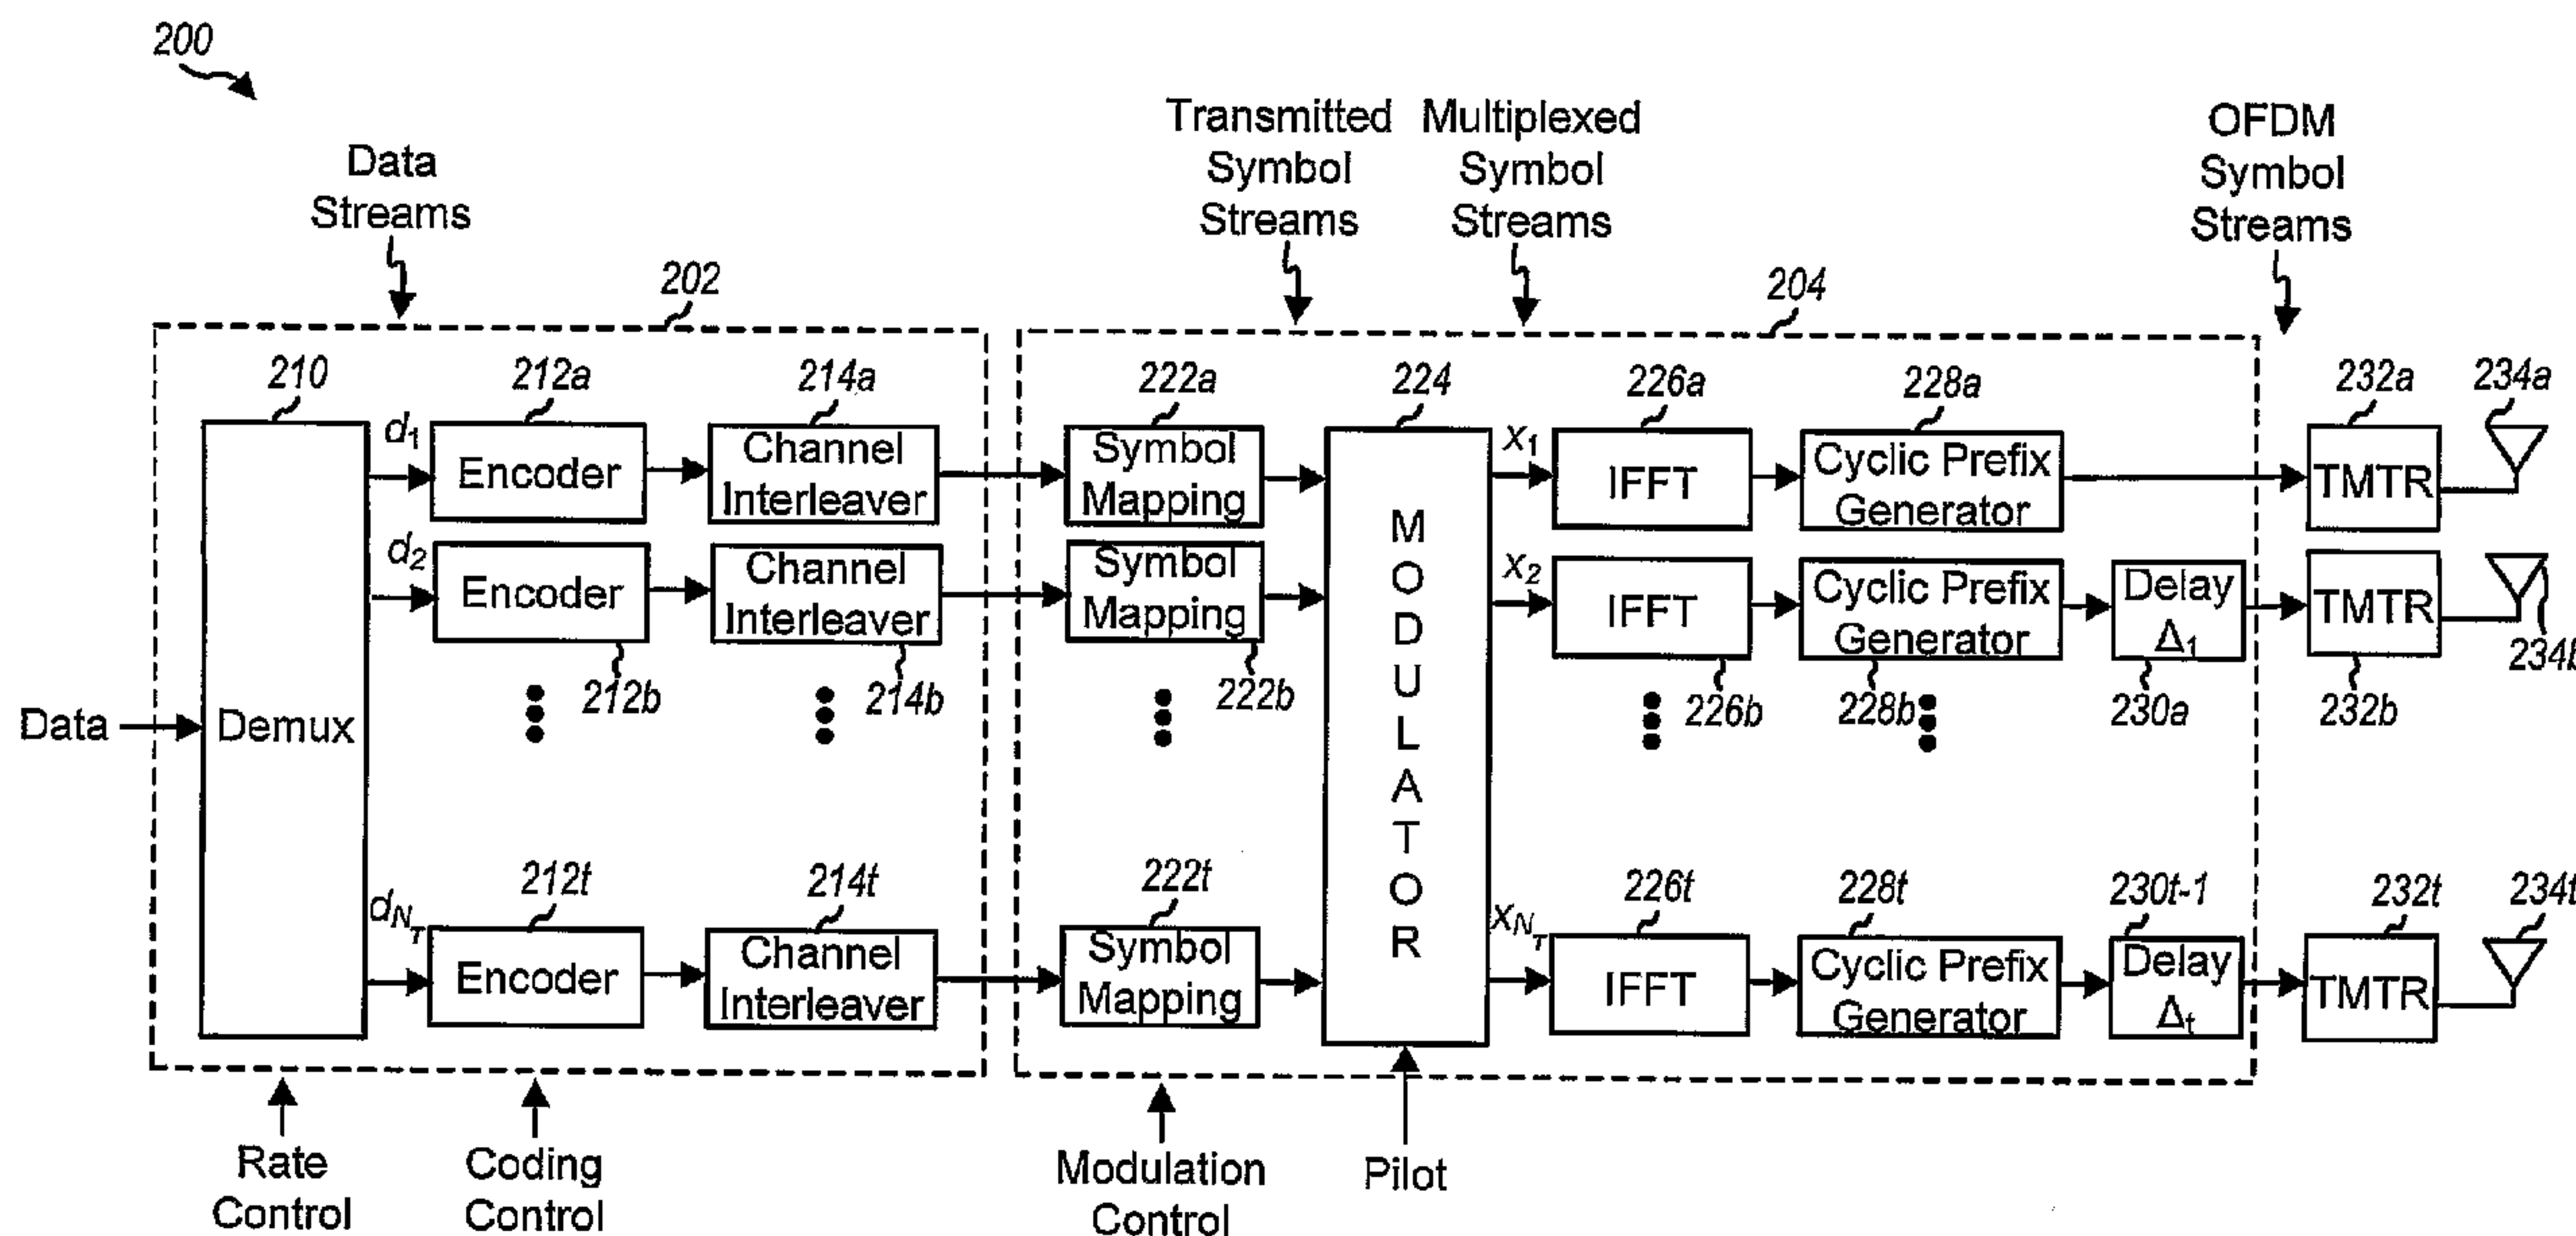 200
Data
Streams
Transmitted
Symbol
Streams
Multiplexed
Symbol
Streams
OFDM
Symbol
Streams
202
204
210
212a
214a
222a
224
226a
228a
232a
234a
d1
Encoder
Channel
Interleaver
Symbol
Mapping
x1
IFFT
Cyclic Prefix
Generator
TMTR
d2
Encoder
Channel
Interleaver
Symbol
Mapping
x2
IFFT
Cyclic Prefix
Generator
Delay
Δ1
TMTR
212b
214b
222b
226b
228b
230a
232b
234b
Data
Demux
MODULATOR
212t
214t
222t
226t
228t
230t-1
232t
234t
dNT
Encoder
Channel
Interleaver
Symbol
Mapping
xNT
IFFT
Cyclic Prefix
Generator
Delay
Δt
TMTR
Rate
Control
Coding
Control
Modulation
Control
Pilot